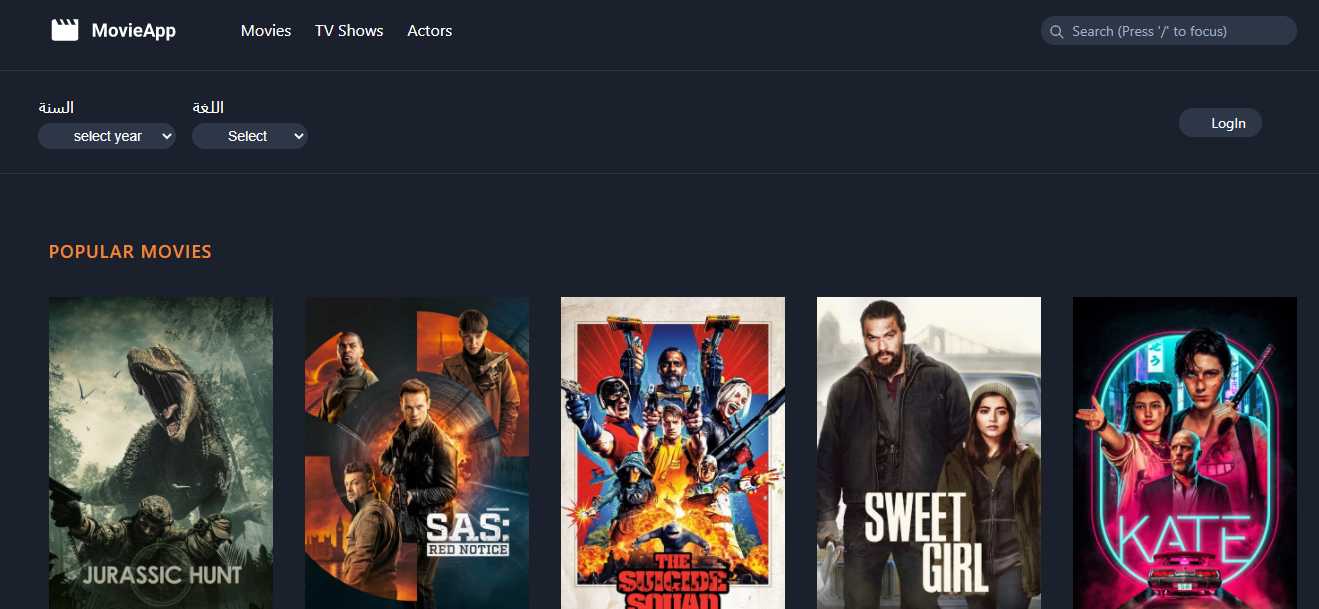 MovieApp Movies TV Shows Actors Search (Press '/' to focus)
السنة اللغة
select year Select LogIn
POPULAR MOVIES
JURASSIC HUNT
S.A.S:
RED NOTICE
THE
SUICIDE
SQUAD
SWEET
GIRL
KATE